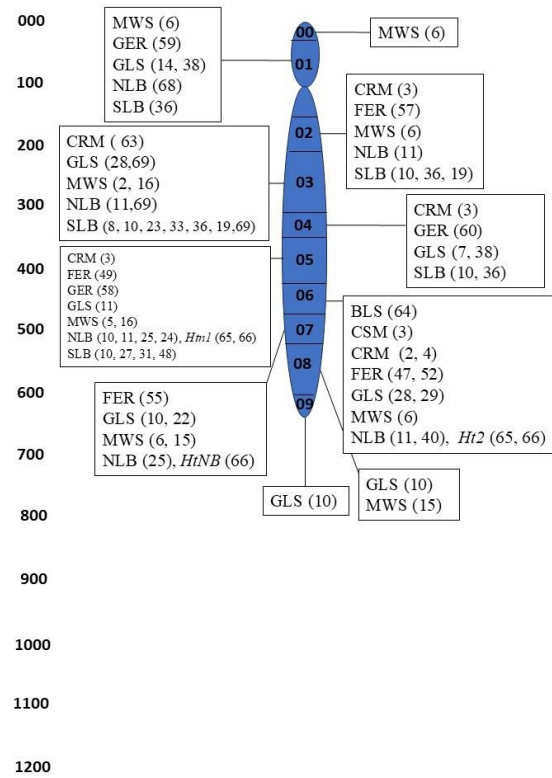 000
100
200
300
400
500
600
700
800
900
1000
1100
1200
00
01
02
03
04
05
06
07
08
09
MWS (6)
GER (59)
GLS (14, 38)
NLB (68)
SLB (36)
MWS (6)
CRM (3)
FER (57)
MWS (6)
NLB (11)
SLB (10, 36, 19)
CRM ( 63)
GLS (28,69)
MWS (2, 16)
NLB (11,69)
SLB (8, 10, 23, 33, 36, 19,69)
CRM (3)
GER (60)
GLS (7, 38)
SLB (10, 36)
CRM (3)
FER (49)
GER (58)
GLS (11)
MWS (5, 16)
NLB (10, 11, 25, 24), Htn1 (65, 66)
SLB (10, 27, 31, 48)
BLS (64)
CSM (3)
CRM (2, 4)
FER (47, 52)
GLS (28, 29)
MWS (6)
NLB (11, 40), Ht2 (65, 66)
FER (55)
GLS (10, 22)
MWS (6, 15)
NLB (25), HtNB (66)
GLS (10)
MWS (15)
GLS (10)